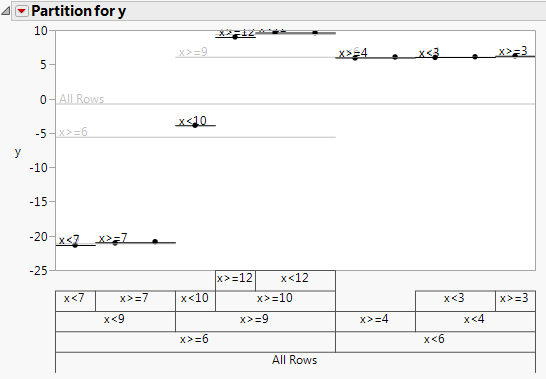 Partition for y
10
x>=12 x<12
5
x>=9
x>=4 x<3 x>=3
0
All Rows
-5
x>=6
x<10
y
-10
-15
-20
x<7 x>=7
-25
x>=12 x<12
x<7 x>=7 x<10 x>=10 x<3 x>=3
x<9 x>=9 x>=4 x<4
x>=6 x<6
All Rows